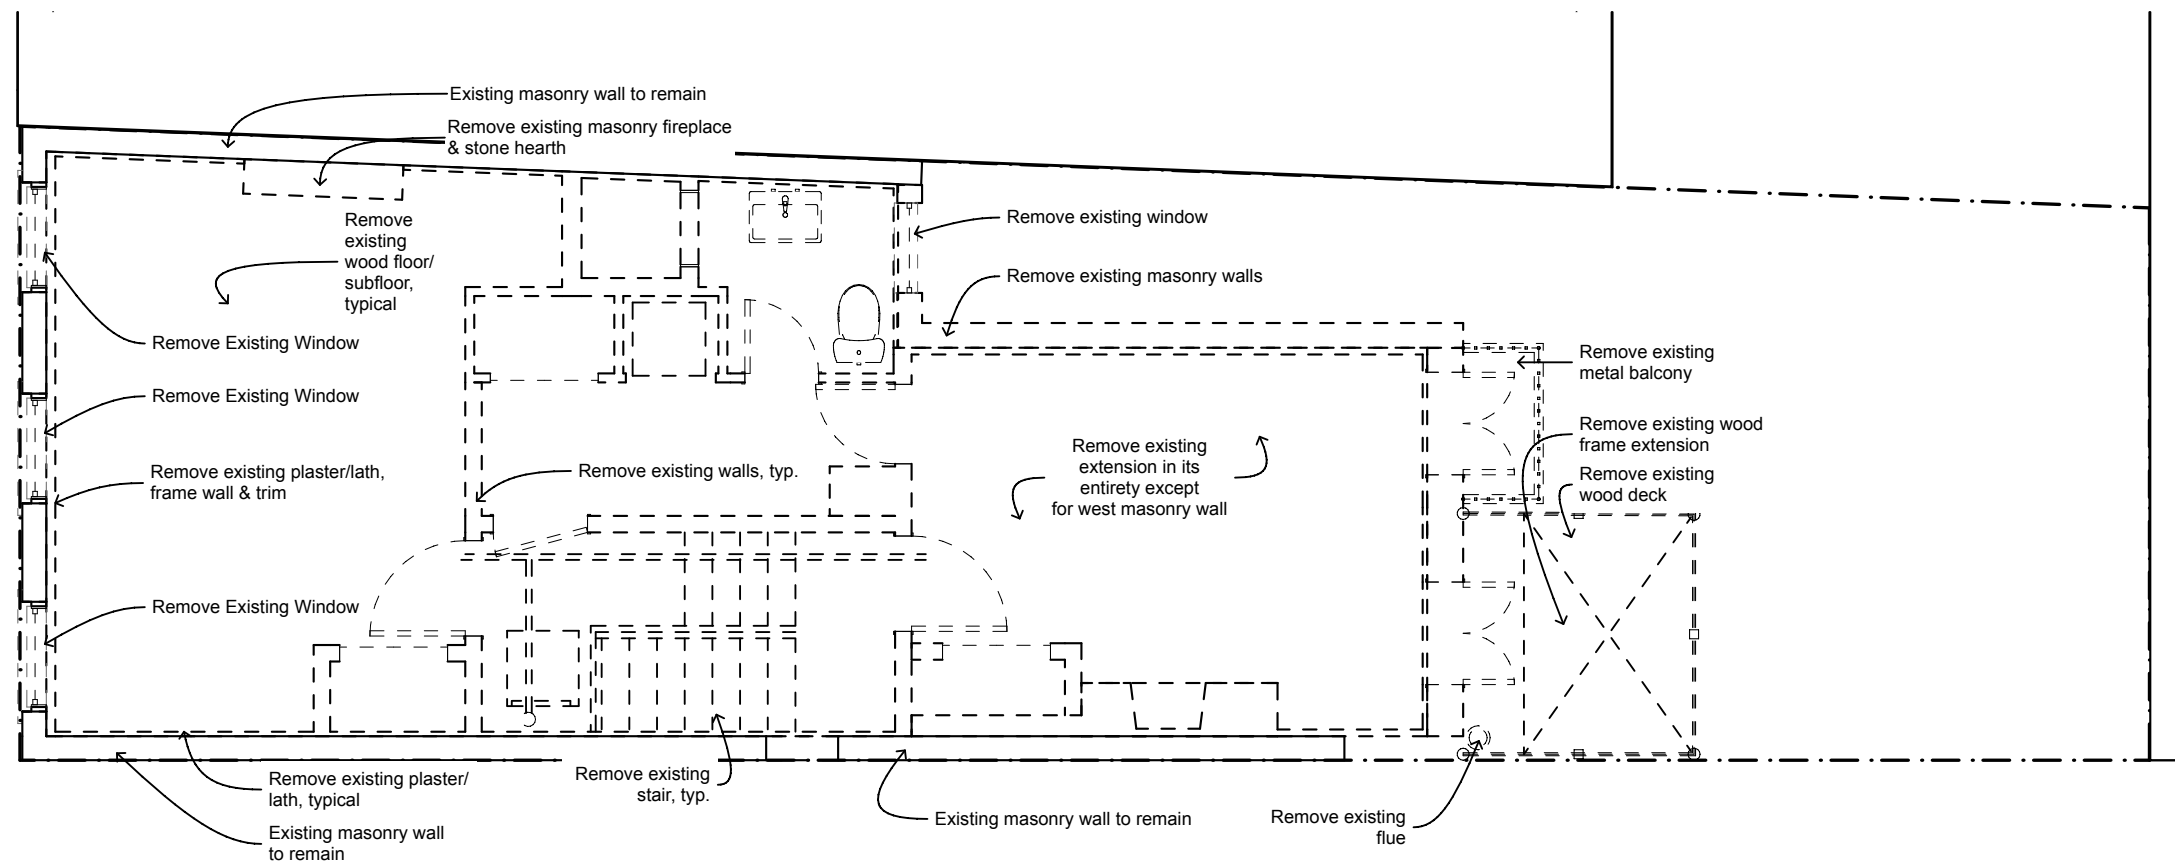 Existing masonry wall to remain
Remove existing masonry fireplace
& stone hearth
Remove
existing
wood floor/
subfloor,
typical
Remove existing window
Remove existing masonry walls
Remove Existing Window
Remove existing
metal balcony
Remove Existing Window
Remove existing wood
frame extension
Remove existing
extension in its
entirety except
for west masonry wall
Remove existing plaster/lath,
frame wall & trim
Remove existing walls, typ.
Remove existing
wood deck
Remove Existing Window
Remove existing plaster/
lath, typical
Remove existing
stair, typ.
Existing masonry wall to remain
Remove existing
flue
Existing masonry wall
to remain